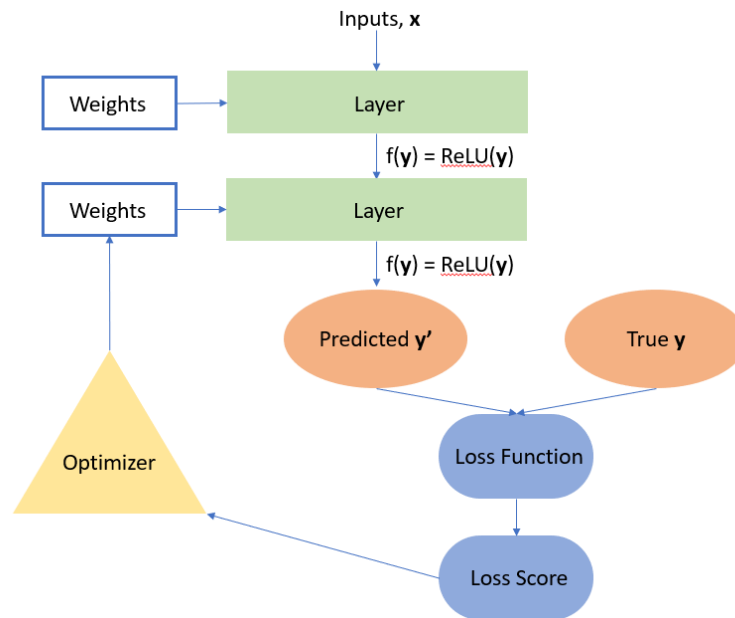 Inputs, x
Weights
Layer
f(y) = ReLU(y)
Weights
Layer
f(y) = ReLU(y)
Predicted y’
True y
Loss Function
Optimizer
Loss Score